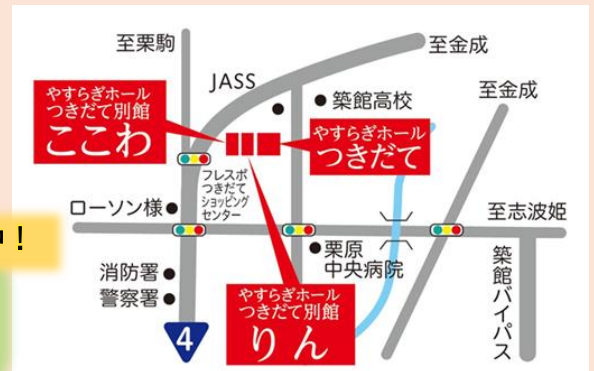 至栗駒
至金成
JASS
築館高校
至金成
やすらぎホール
つきだて別館
ここわ
やすらぎホール
つきだて
フレスポ
つきだて
ショッピング
センター
ローソン様
至志波姫
！
栗原
中央病院
消防署
警察署
築館バイパス
やすらぎホール
つきだて別館
りん
4